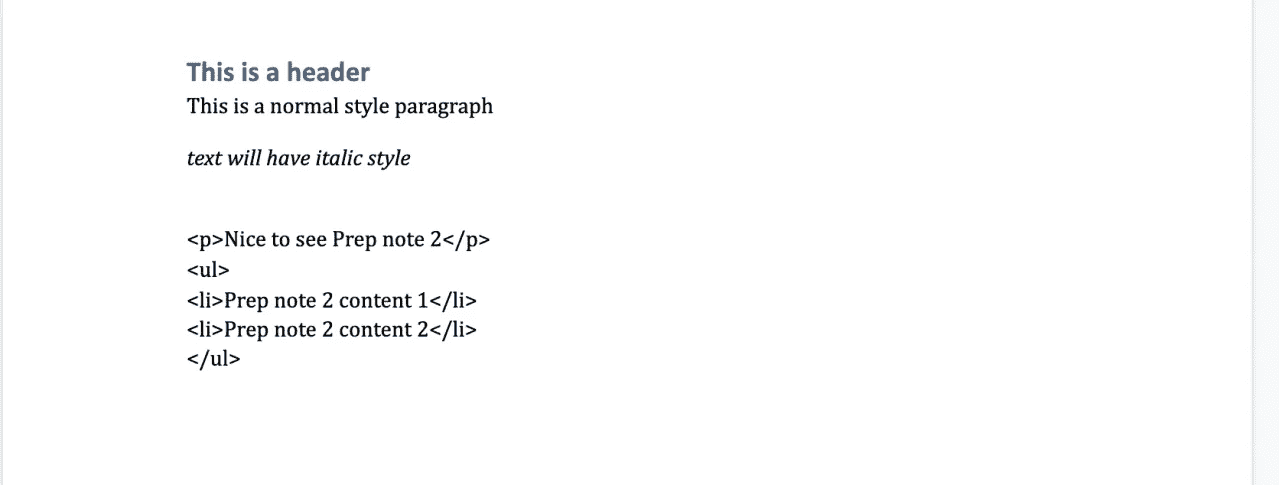 This is a header
This is a normal style paragraph
text will have italic style
<p>Nice to see Prep note 2</p>
<ul>
<li>Prep note 2 content 1</li>
<li>Prep note 2 content 2</li>
</ul>